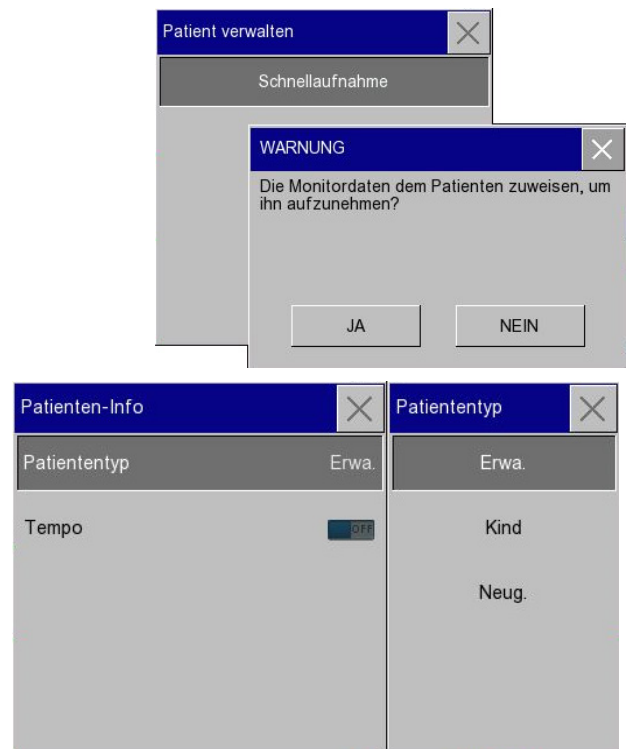 Patient verwalten
Schnellaufnahme
WARNUNG
Die Monitordaten dem Patienten zuweisen, um
ihn aufzunehmen?
JA
NEIN
Patienten-Info
Patiententyp
Erwa.
Tempo
OFF
Patiententyp
Erwa.
Kind
Neug.